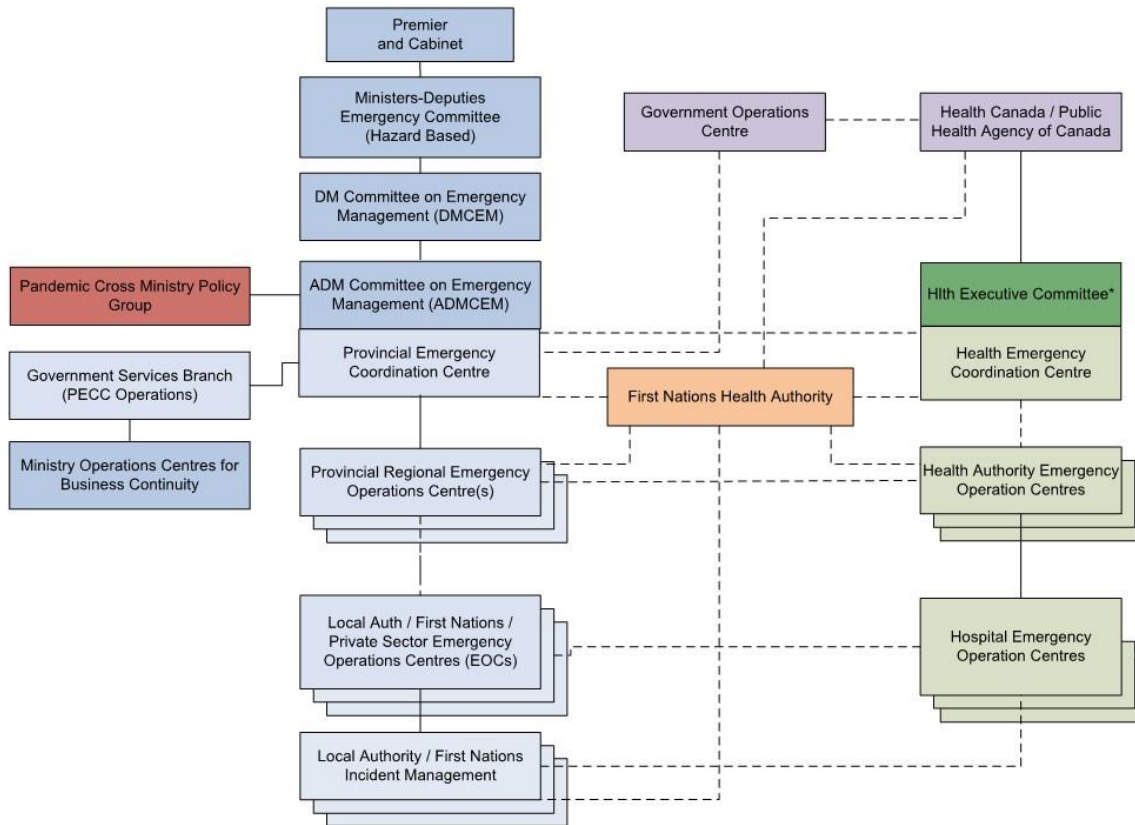 Premier
and Cabinet
Ministers-Deputies
Emergency Committee
(Hazard Based)
Government Operations
Centre
Health Canada / Public
Health Agency of Canada
DM Committee on Emergency
Management (DMCEM)
Pandemic Cross Ministry Policy
Group
ADM Committee on Emergency
Management (ADMCEM)
Hlth Executive Committee*
Provincial Emergency
Coordination Centre
Health Emergency
Coordination Centre
Government Services Branch
(PECC Operations)
First Nations Health Authority
Ministry Operations Centres for
Business Continuity
Provincial Regional Emergency
Operations Centre(s)
Health Authority Emergency
Operation Centres
Local Auth / First Nations /
Private Sector Emergency
Operations Centres (EOCs)
Hospital Emergency
Operation Centres
Local Authority / First Nations
Incident Management